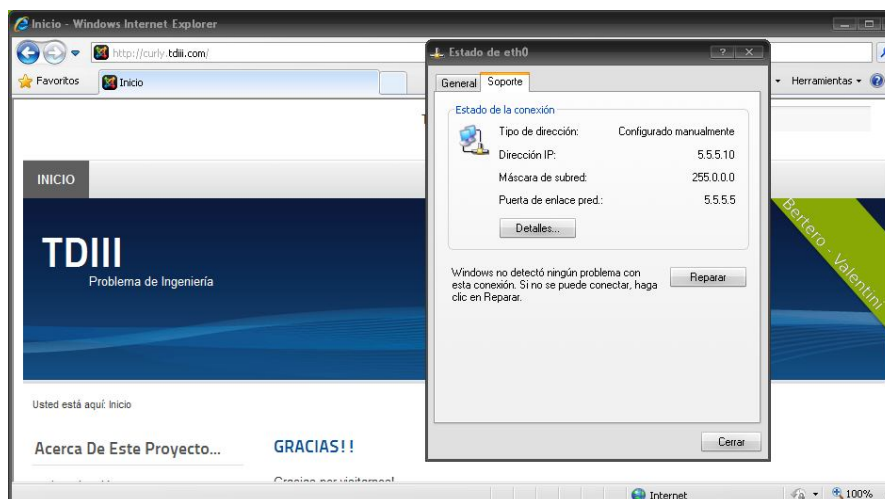 Inicio - Windows Internet Explorer
http://curly.tdiii.com/
Favoritos
Inicio
Herramientas
INICIO
TDIII
Problema de Ingeniería
Bertero - Valentini
Usted está aquí: Inicio
Acerca De Este Proyecto...
GRACIAS!!
Gracias por visitarnos!
Estado de eth0
General
Soporte
Estado de la conexión
Tipo de dirección: Configurado manualmente
Dirección IP: 5.5.5.10
Máscara de subred: 255.0.0.0
Puerta de enlace pred.: 5.5.5.5
Detalles...
Windows no detectó ningún problema con
esta conexión. Si no se puede conectar, haga
clic en Reparar.
Reparar
Cerrar
Internet
100%